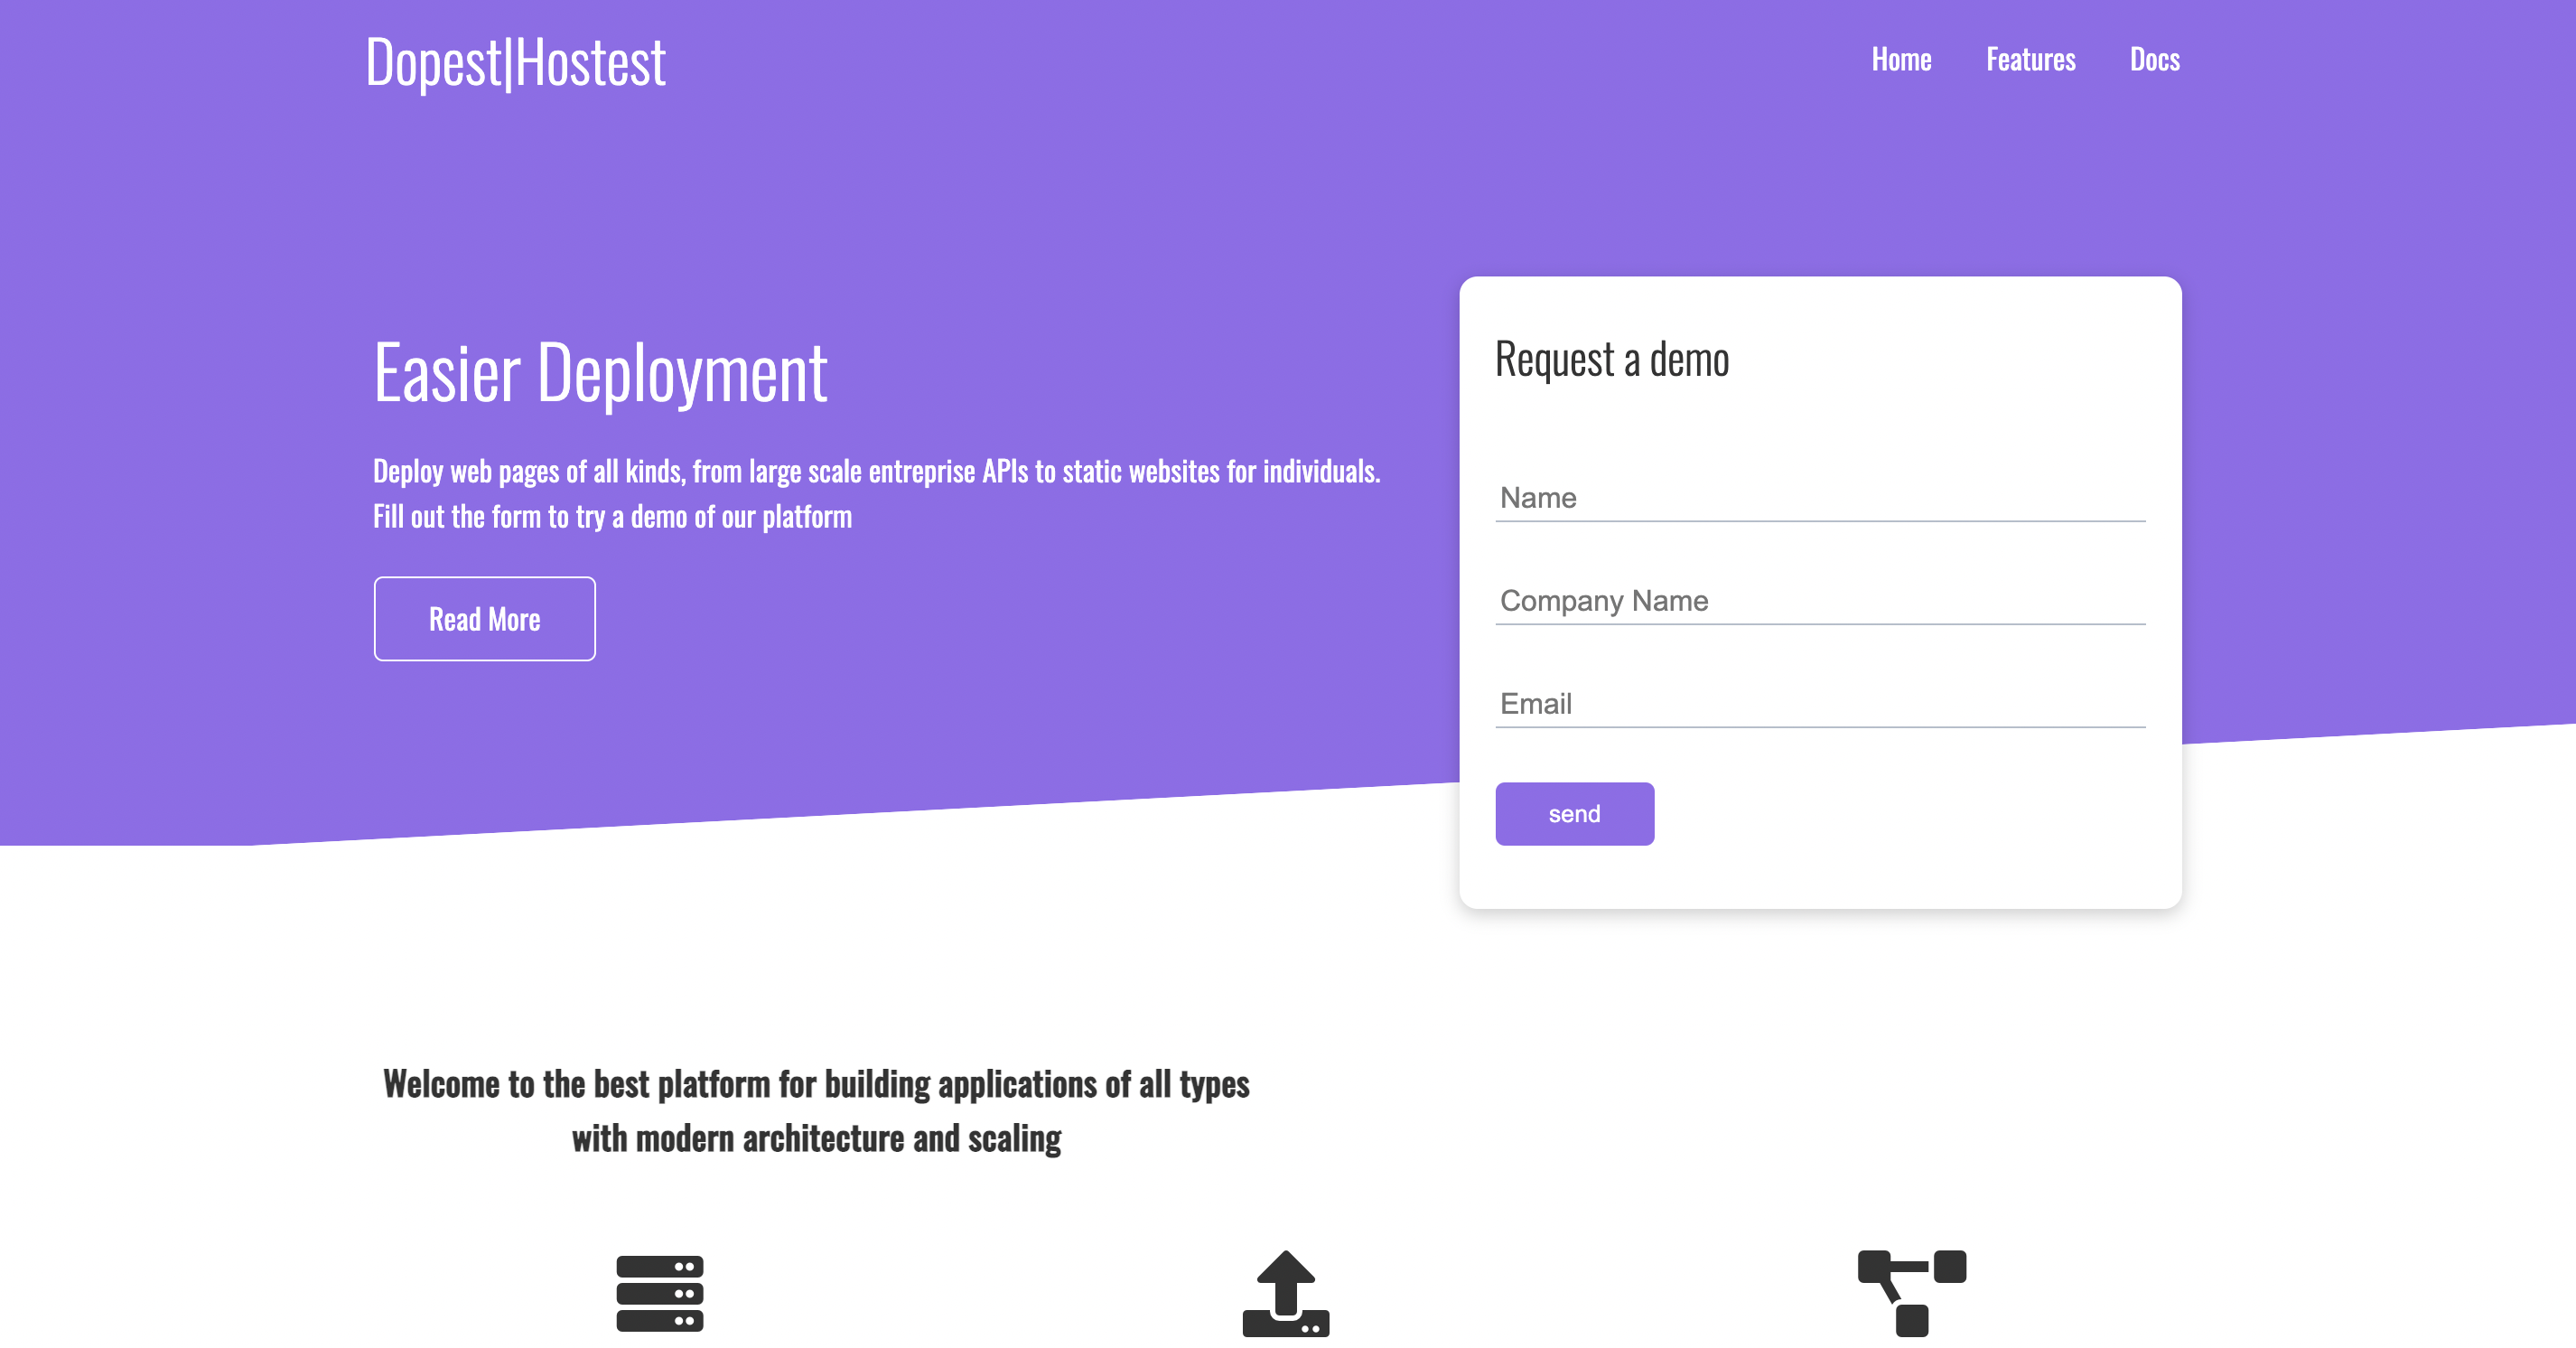 Dopest|Hostest
Home Features Docs
Easier Deployment
Deploy web pages of all kinds, from large scale entreprise APIs to static websites for individuals.
Fill out the form to try a demo of our platform
Read More
Request a demo
Name
Company Name
Email
send
Welcome to the best platform for building applications of all types
with modern architecture and scaling